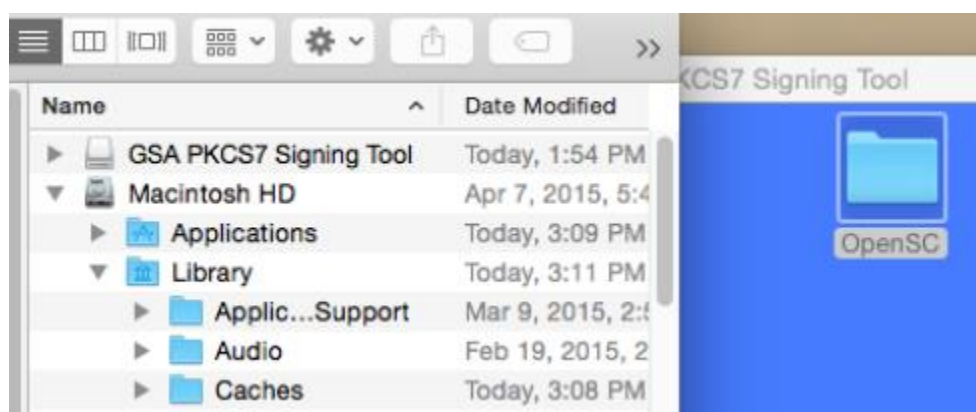 Name Date Modified
GSA PKCS7 Signing Tool Today, 1:54 PM
Macintosh HD Apr 7, 2015, 5:4
Applications Today, 3:09 PM
Library Today, 3:11 PM
Applic...Support Mar 9, 2015, 2:5
Audio Feb 19, 2015, 2
Caches Today, 3:08 PM
KCS7 Signing Tool
OpenSC